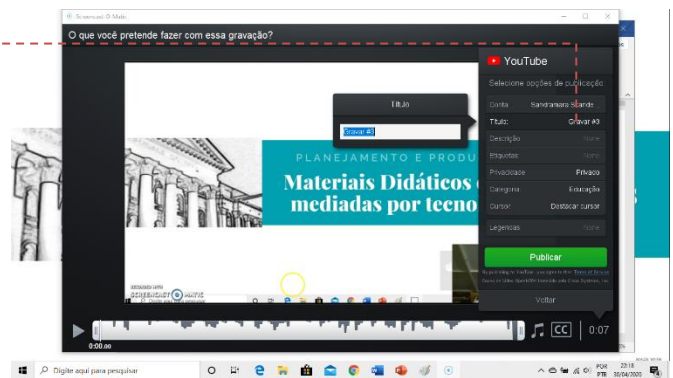 Screencast-O-Matic
O que você pretende fazer com essa gravação?
YouTube
Selecione opções de publicação
Conta:
Título: Gravar #3
Descrição None
Etiquetas: None
Privacidade Privado
Categoria: Educação
Cursor: Destacar cursor
Legendas None
Publicar
Voltar
Título
Gravar #3
PLANEJAMENTO E PRODU
Materiais Didáticos
mediadas por tecno
RECORDED WITH
SCREENCAST O MATIC
0:00.00
CC
0:07
Digite aqui para pesquisar
POR
PTB
22:18
30/04/2020